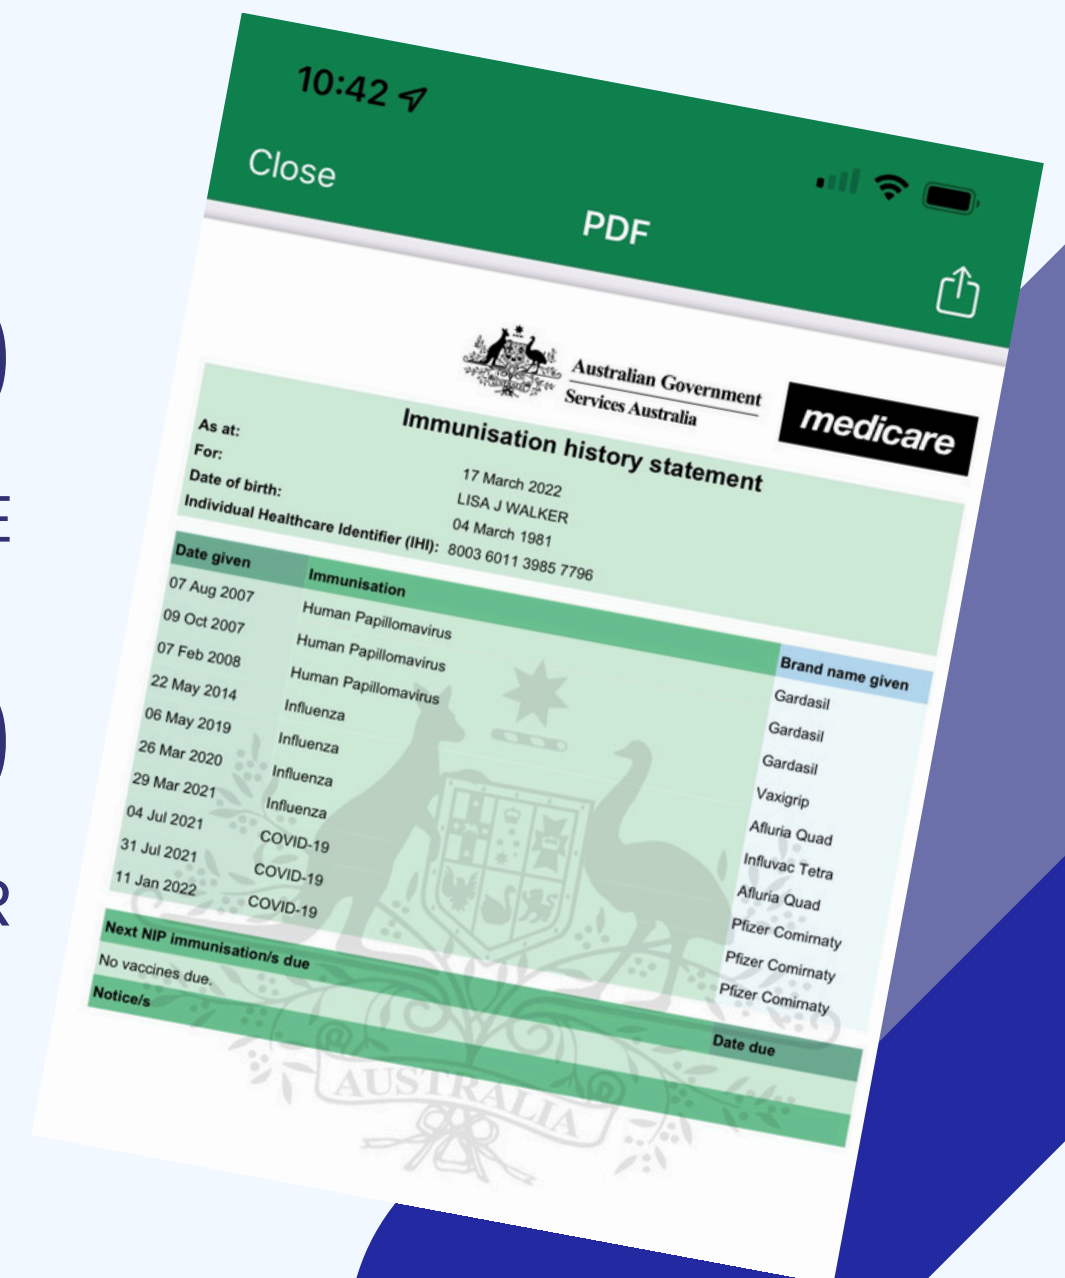 10:42
Close
PDF
Australian Government
Services Australia
medicare
Immunisation history statement
As at: 17 March 2022
For: LISA J WALKER
Date of birth: 04 March 1981
Individual Healthcare Identifier (IHI): 8003 6011 3985 7796
Date given Immunisation Brand name given
07 Aug 2007 Human Papillomavirus Gardasil
09 Oct 2007 Human Papillomavirus Gardasil
07 Feb 2008 Human Papillomavirus Gardasil
22 May 2014 Influenza Vaxigrip
06 May 2019 Influenza Afluria Quad
26 Mar 2020 Influenza Influvac Tetra
29 Mar 2021 Influenza Afluria Quad
04 Jul 2021 COVID-19 Pfizer Comirnaty
31 Jul 2021 COVID-19 Pfizer Comirnaty
11 Jan 2022 COVID-19 Pfizer Comirnaty
Next NIP immunisation/s due Date due
No vaccines due.
Notice/s
AUSTRALIA
E
R